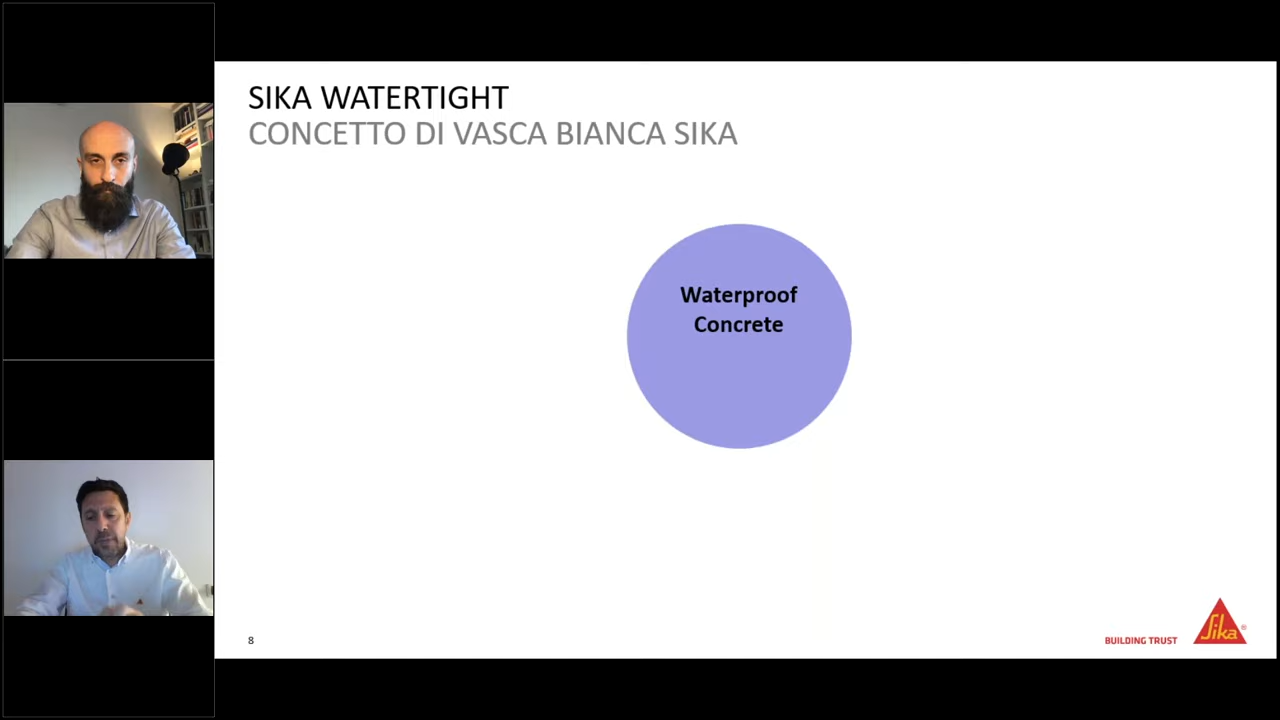 SIKA WATERTIGHT
CONCETTO DI VASCA BIANCA SIKA
Waterproof
Concrete
8
BUILDING TRUST
Sika®